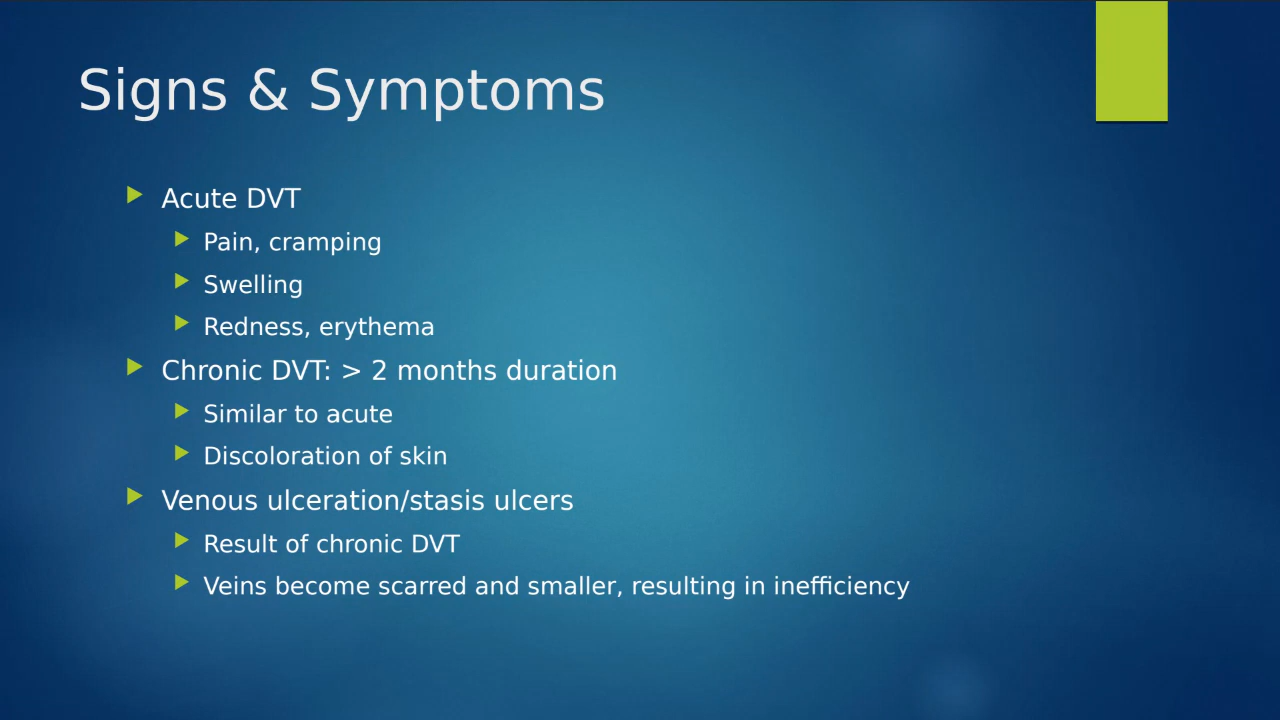 Signs & Symptoms
Acute DVT
Pain, cramping
Swelling
Redness, erythema
Chronic DVT: > 2 months duration
Similar to acute
Discoloration of skin
Venous ulceration/stasis ulcers
Result of chronic DVT
Veins become scarred and smaller, resulting in inefficiency